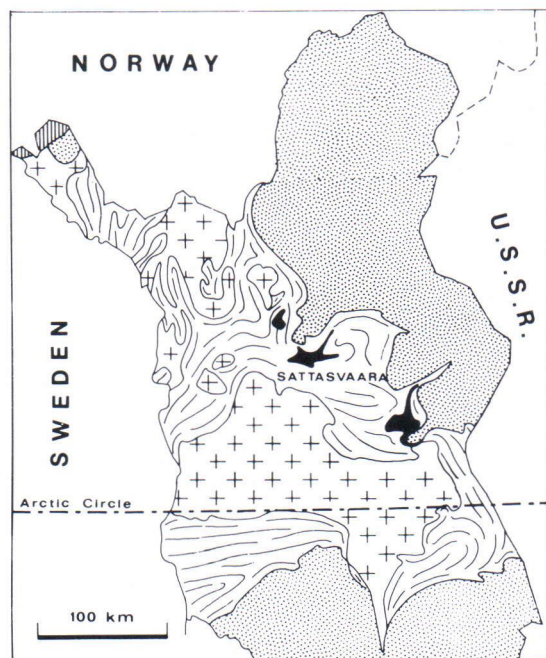 NORWAY
U.S.S.R.
SWEDEN
SATTASVAARA
Arctic Circle
100 km